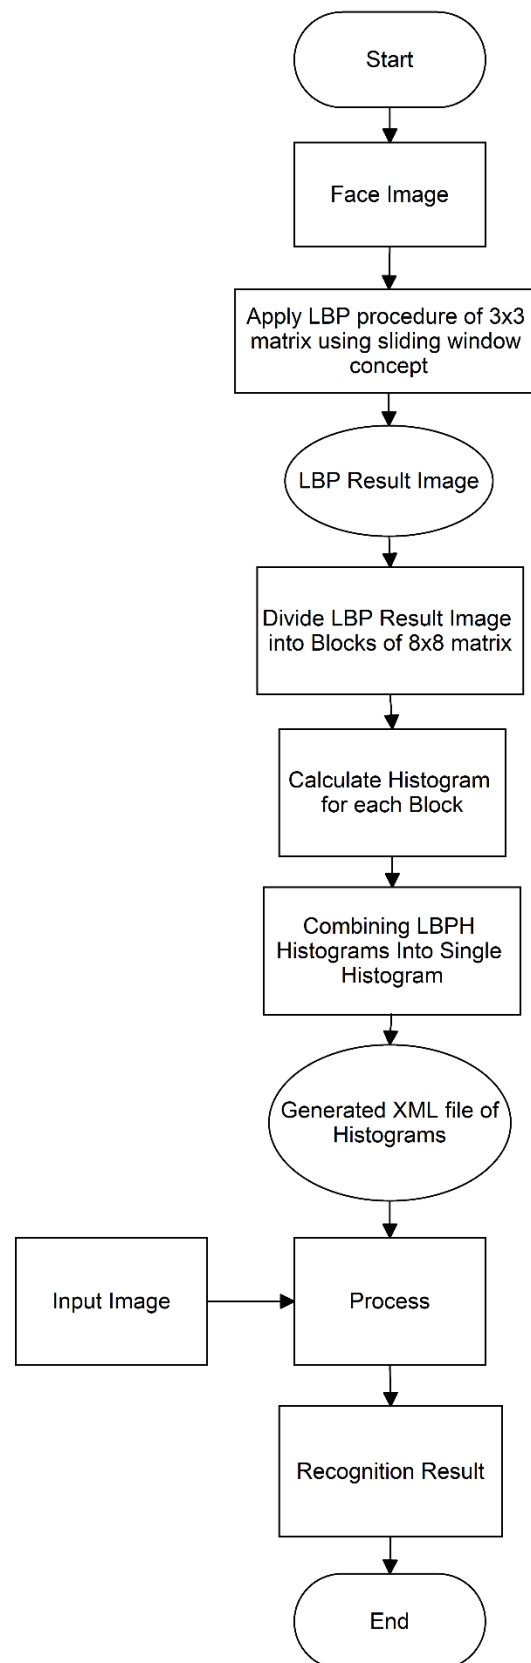 Start
Face Image
Apply LBP procedure of 3x3
matrix using sliding window
concept
LBP Result Image
Divide LBP Result Image
into Blocks of 8x8 matrix
Calculate Histogram
for each Block
Combining LBPH
Histograms Into Single
Histogram
Generated XML file of
Histograms
Input Image
Process
Recognition Result
End